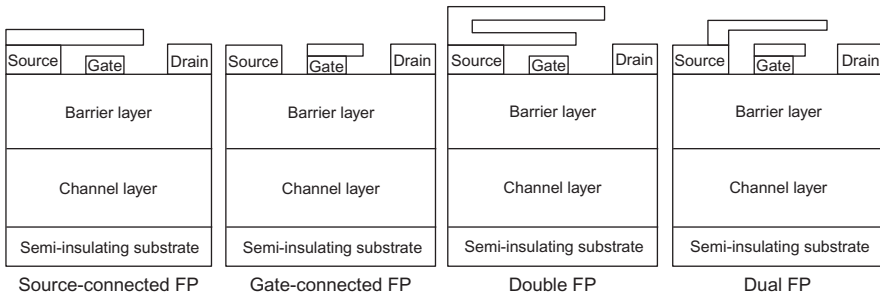 Source Gate Drain
Barrier layer
Channel layer
Semi-insulating substrate
Source-connected FP
Source Gate Drain
Barrier layer
Channel layer
Semi-insulating substrate
Gate-connected FP
Source Gate Drain
Barrier layer
Channel layer
Semi-insulating substrate
Double FP
Source Gate Drain
Barrier layer
Channel layer
Semi-insulating substrate
Dual FP